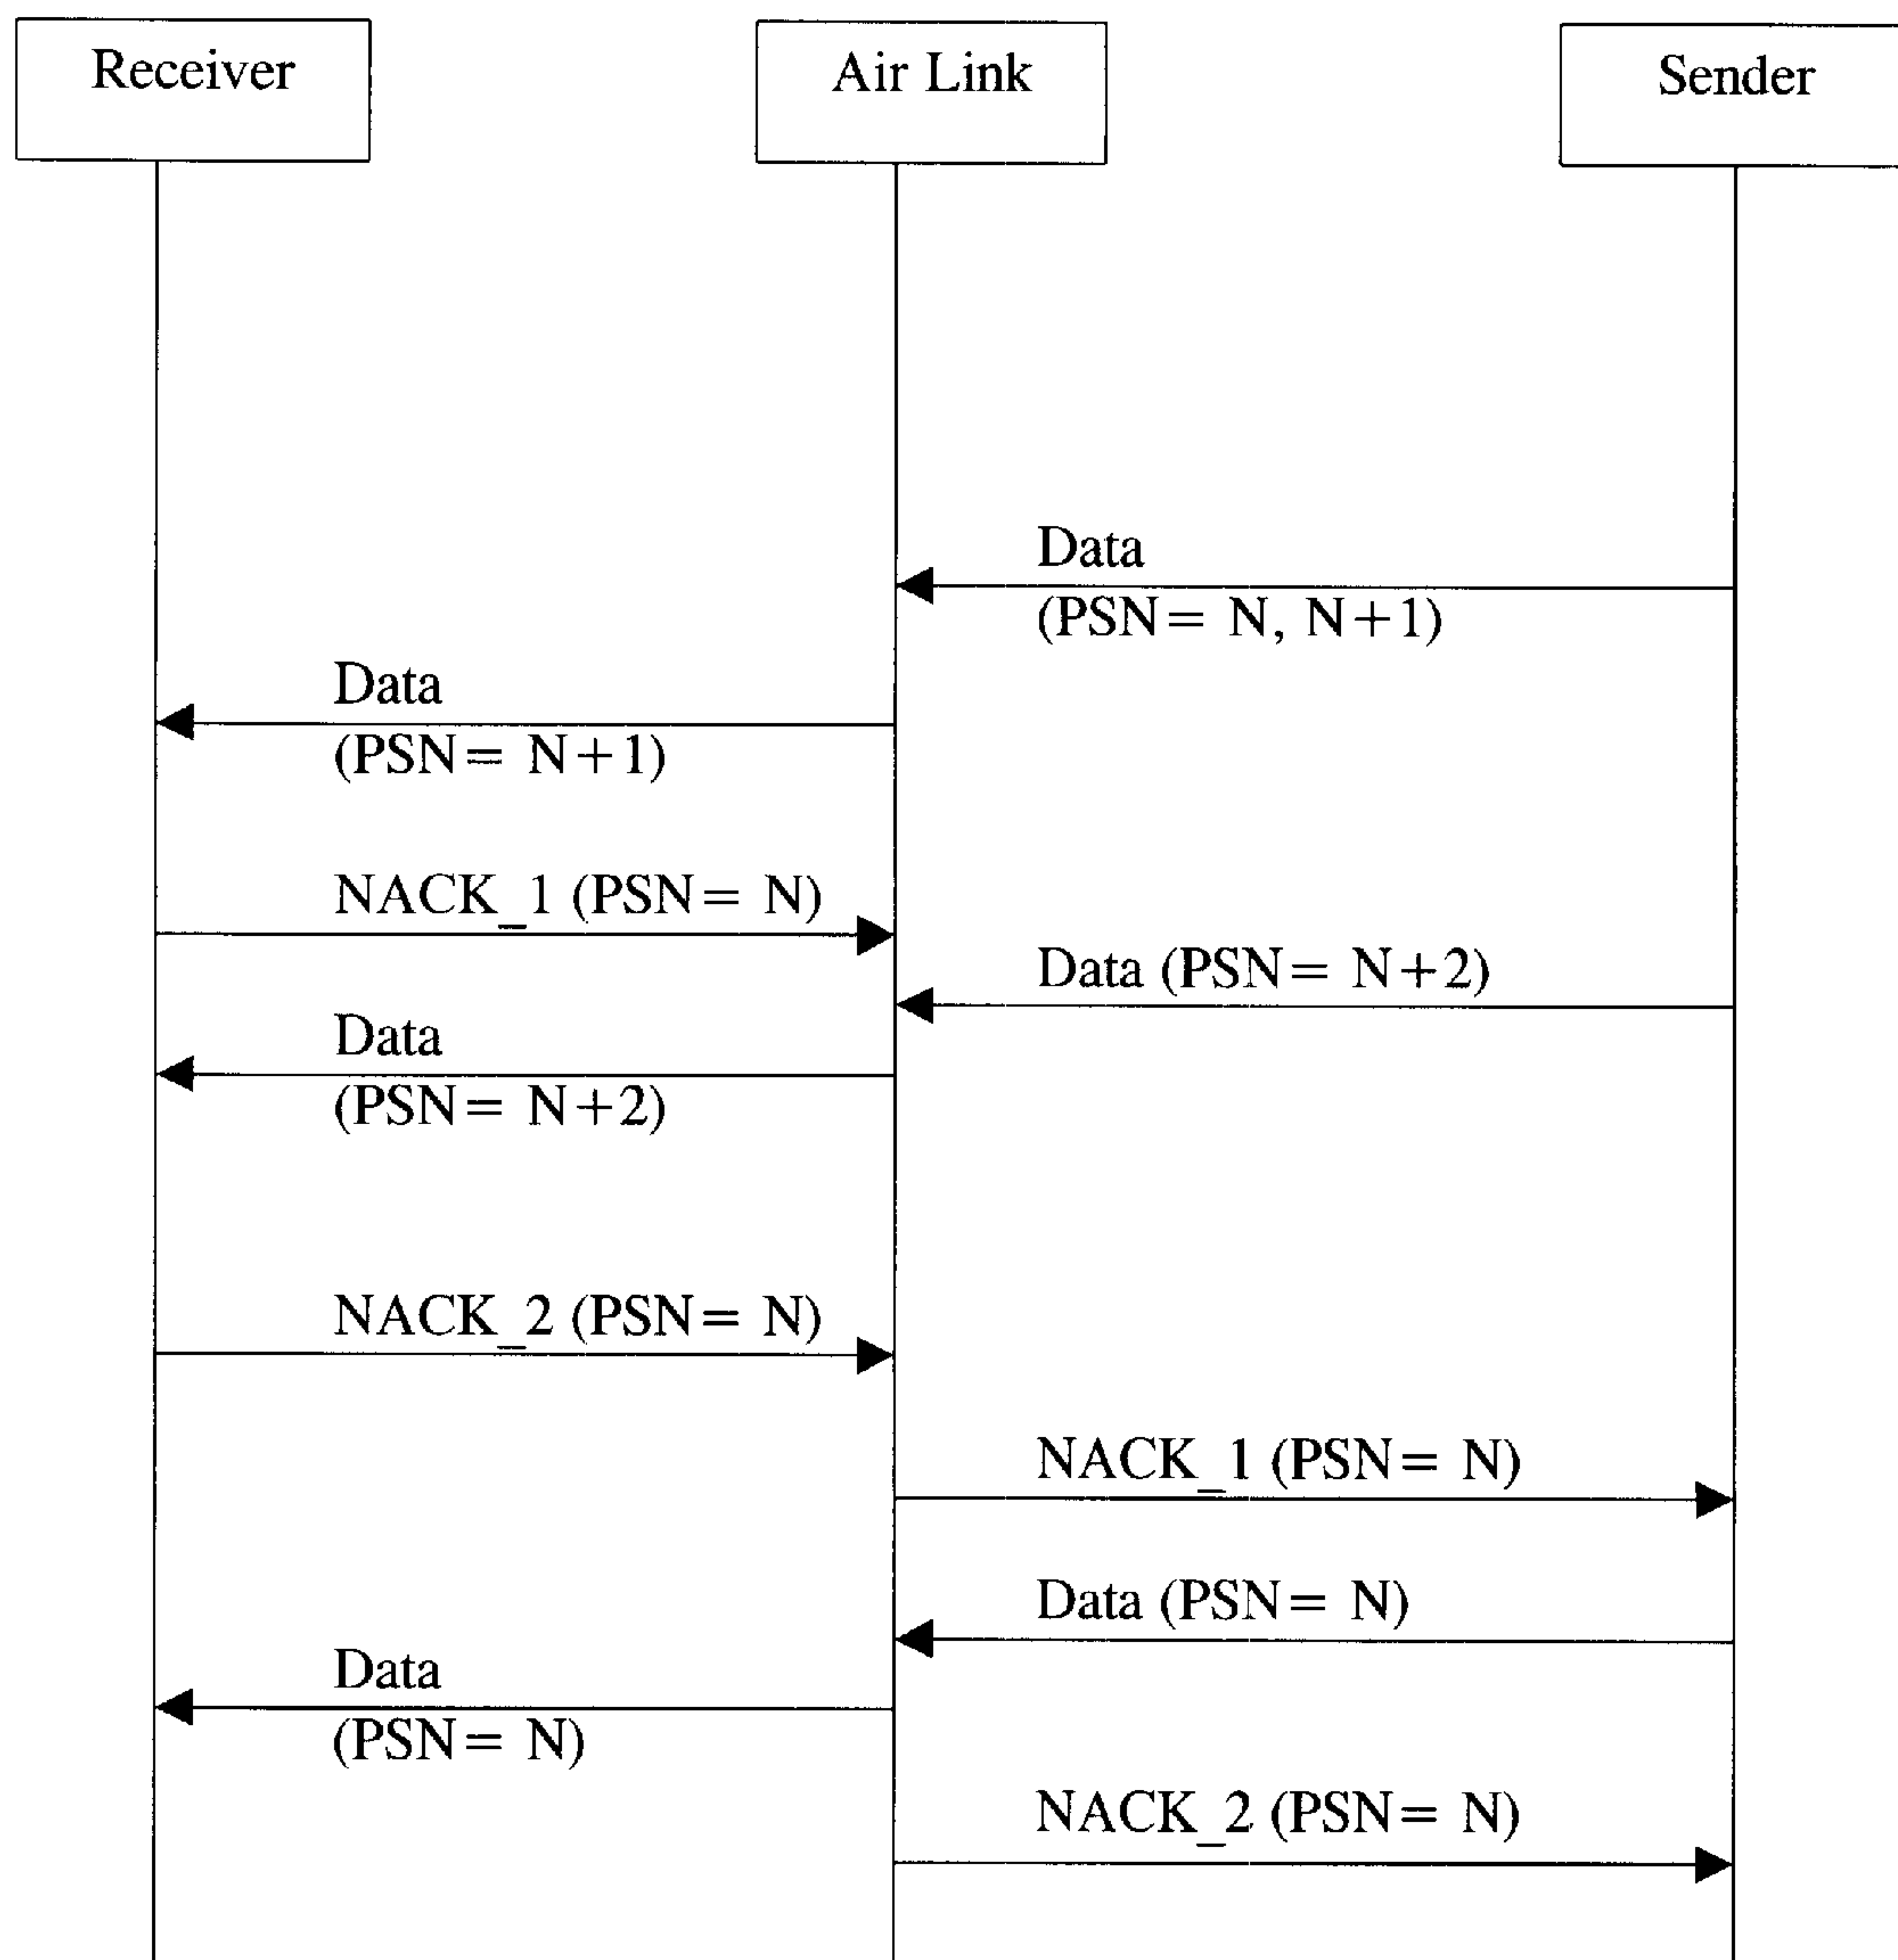 Receiver
Air Link
Sender
Data
(PSN= N, N+1)
Data
(PSN= N+1)
NACK_1 (PSN= N)
Data (PSN= N+2)
Data
(PSN= N+2)
NACK_2 (PSN= N)
NACK_1 (PSN= N)
Data (PSN= N)
Data
(PSN= N)
NACK_2 (PSN= N)